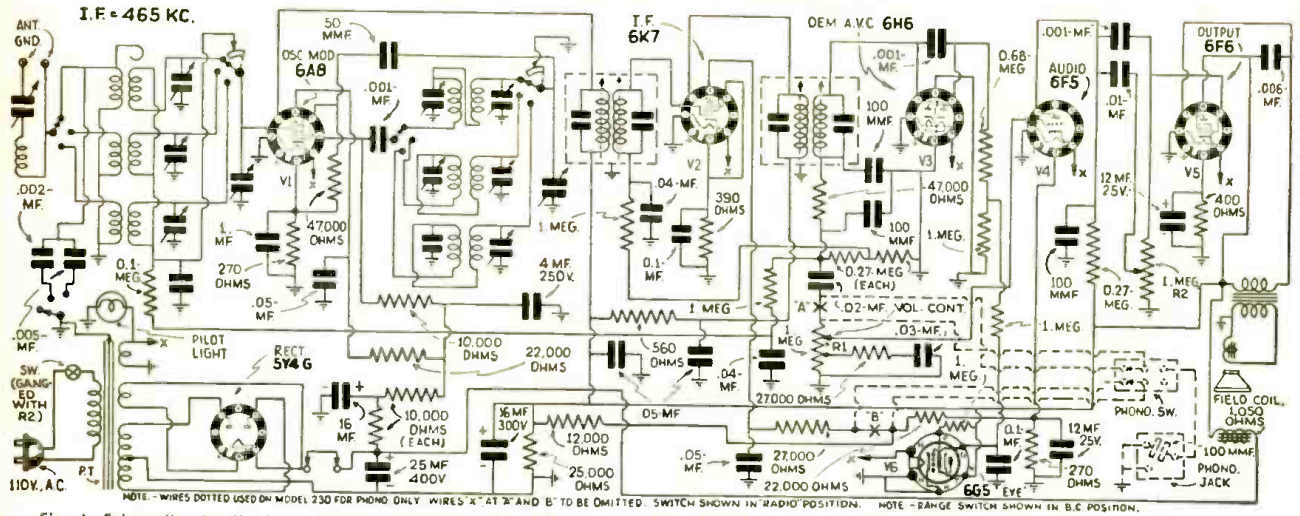 I.F. = 465 KC.
ANT.
GND.
50
MMF.
OSC MOD
6A8
.001-
MF.
I.F.
6K7
DEM A.V.C 6H6
.001-
MF.
0.68-
MEG.
.001-MF.
AUDIO
6F5
.01-
MF.
OUTPUT
6F6
.006-
MF.
100
MMF
V1
V2
V3
V4
V5
X
X
X
X
X
.002-
MF.
47,000
OHMS
.1-
MF.
270
OHMS
.05-
MF.
0.1-
MEG.
4 MF.
250V.
1. MEG.
.04-MF.
0.1-
MF.
390
OHMS
100
MMF
47,000
OHMS
1. MEG.
0.27-MEG
(EACH)
100
MMF
0.27-
MEG.
12 MF.
25V.
400
OHMS
1. MEG
R2
.005-
MF.
PILOT
LIGHT
X
RECT
5Y4 G
10,000
OHMS
22,000
OHMS
560
OHMS
1. MEG
.04-
MF.
1
MEG
"A"
X
.02-MF.
VOL. CONT.
R1
.03-MF.
1.
MEG
1. MEG.
27000 OHMS
.05-MF
PHONO. SW.
SW.
(GANG-
ED
WITH
R2)
110V., A.C.
P.T
16
MF.
10,000
OHMS
(EACH)
25 MF
400V
16 MF
300V
12,000
OHMS
25,000
OHMS
.05-
MF.
27,000
OHMS
"B"
X
22,000 OHMS
X
V6
6G5 EYE
0.1-
MF.
12 MF
25V.
270
OHMS
FIELD COIL,
1,050
OHMS
100 MMF.
PHONO.
JACK
NOTE.- WIRES DOTTED USED ON MODEL 230 FOR PHONO ONLY WIRES "X" AT "A" AND "B" TO BE OMITTED. SWITCH SHOWN IN "RADIO" POSITION. NOTE - RANGE SWITCH SHOWN IN B.C POSITION.